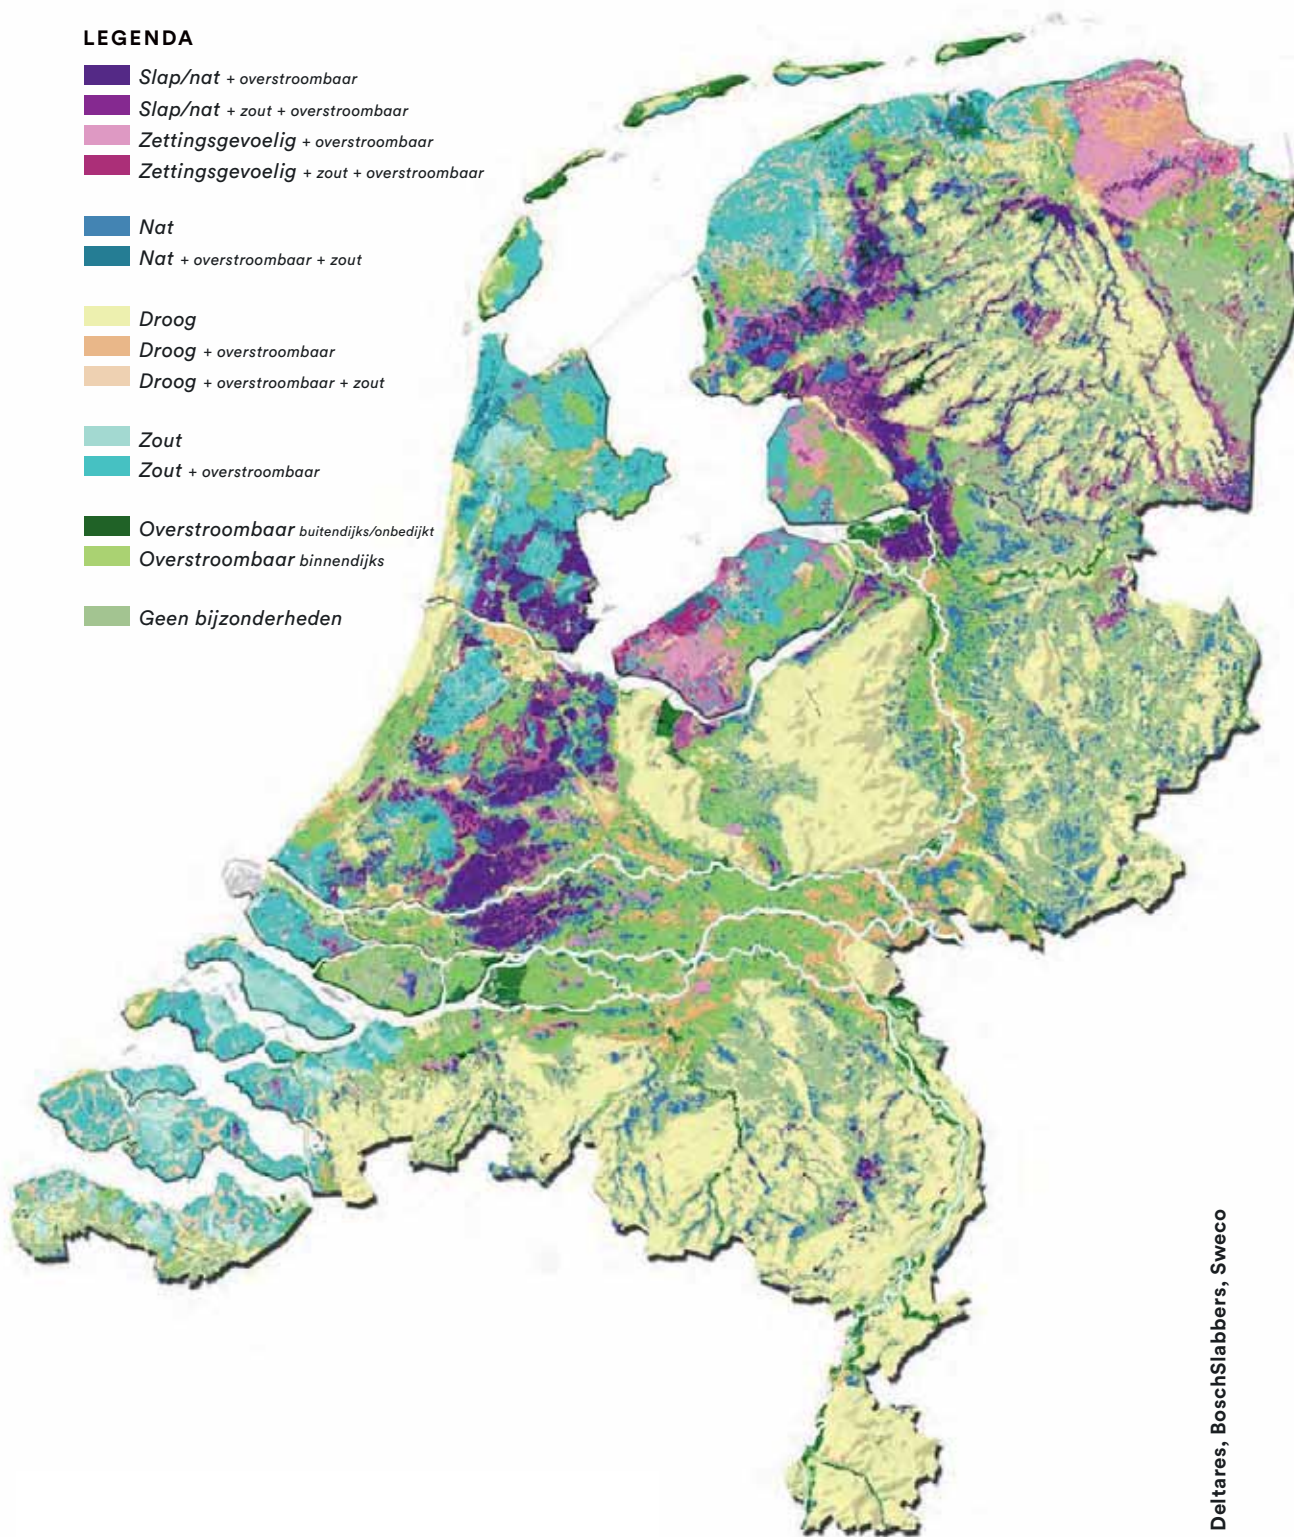 LEGENDA
Slap/nat + overstroombaar
Slap/nat + zout + overstroombaar
Zettingsgevoelig + overstroombaar
Zettingsgevoelig + zout + overstroombaar
Nat
Nat + overstroombaar + zout
Droog
Droog + overstroombaar
Droog + overstroombaar + zout
Zout
Zout + overstroombaar
Overstroombaar buitendijks/onbedijkt
Overstroombaar binnendijks
Geen bijzonderheden
Deltares, BoschSlabbers, Sweco